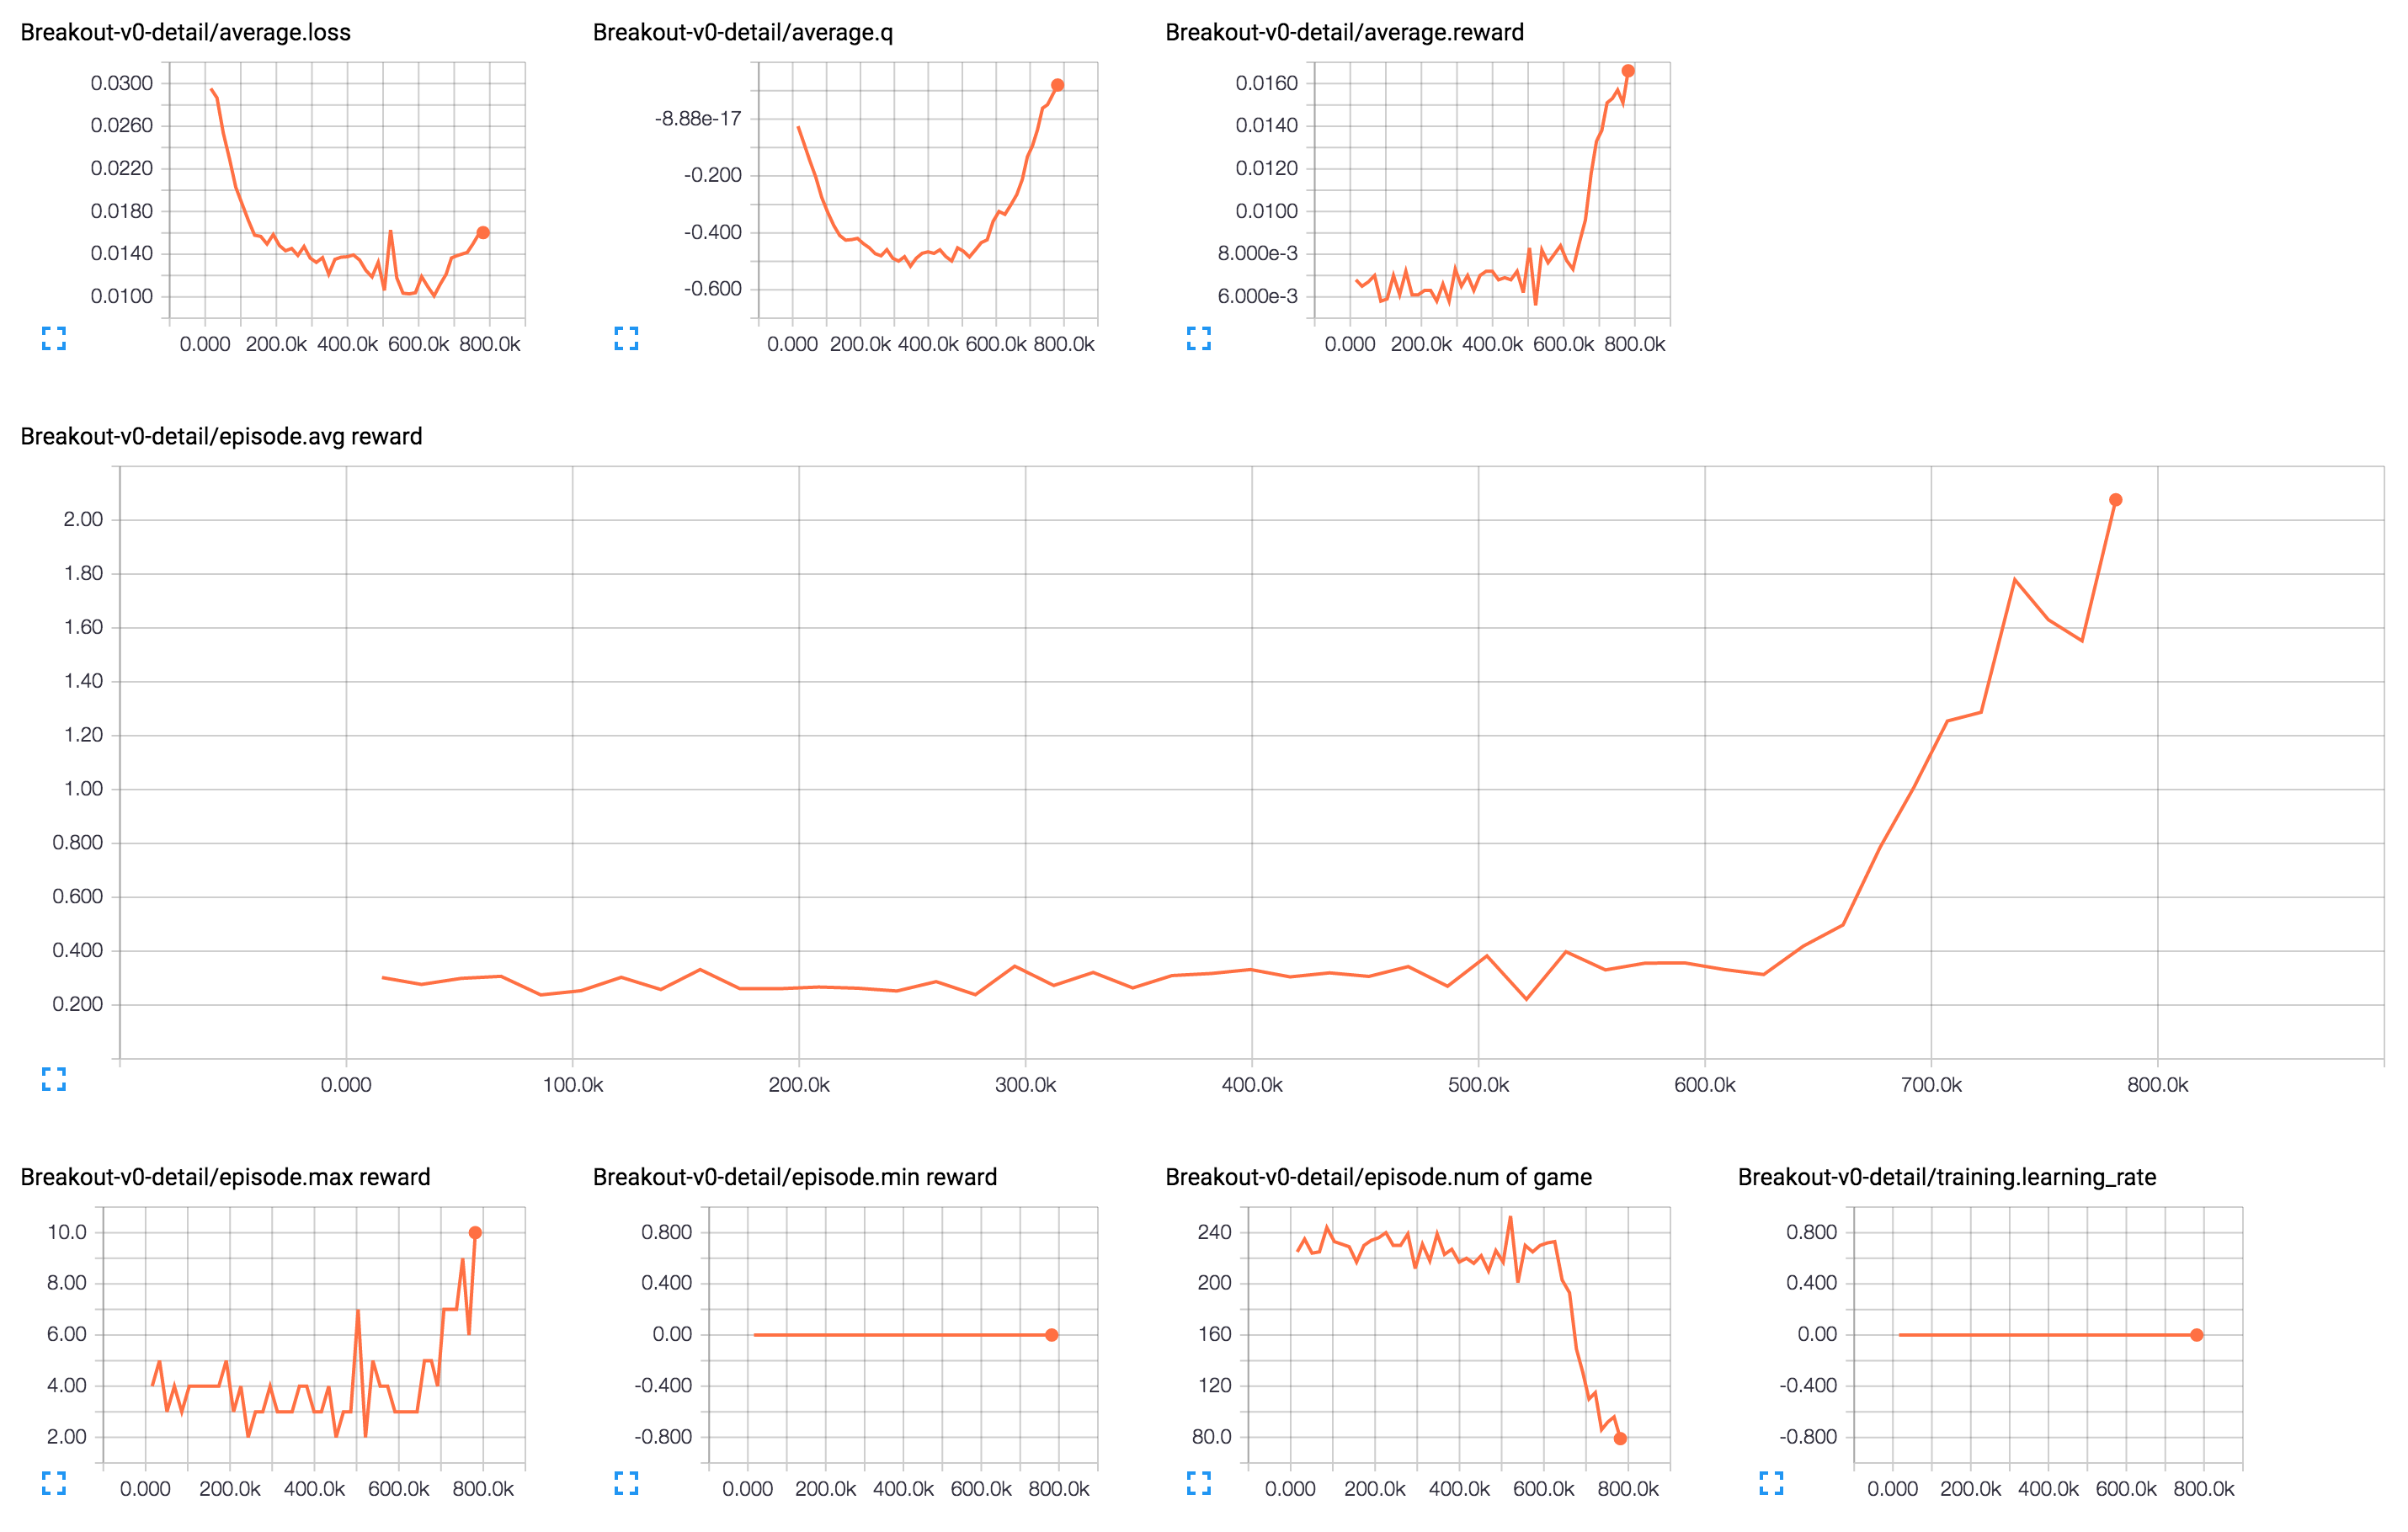 Breakout-v0-detail/average.loss
0.0300
0.0260
0.0220
0.0180
0.0140
0.0100
0.000 200.0k 400.0k 600.0k 800.0k
Breakout-v0-detail/average.q
-8.88e-17
-0.200
-0.400
-0.600
0.000 200.0k 400.0k 600.0k 800.0k
Breakout-v0-detail/average.reward
0.0160
0.0140
0.0120
0.0100
8.000e-3
6.000e-3
0.000 200.0k 400.0k 600.0k 800.0k
Breakout-v0-detail/episode.avg reward
2.00
1.80
1.60
1.40
1.20
1.00
0.800
0.600
0.400
0.200
0.000 100.0k 200.0k 300.0k 400.0k 500.0k 600.0k 700.0k 800.0k
Breakout-v0-detail/episode.max reward
10.0
8.00
6.00
4.00
2.00
0.000 200.0k 400.0k 600.0k 800.0k
Breakout-v0-detail/episode.min reward
0.800
0.400
0.00
-0.400
-0.800
0.000 200.0k 400.0k 600.0k 800.0k
Breakout-v0-detail/episode.num of game
240
200
160
120
80.0
0.000 200.0k 400.0k 600.0k 800.0k
Breakout-v0-detail/training.learning_rate
0.800
0.400
0.00
-0.400
-0.800
0.000 200.0k 400.0k 600.0k 800.0k